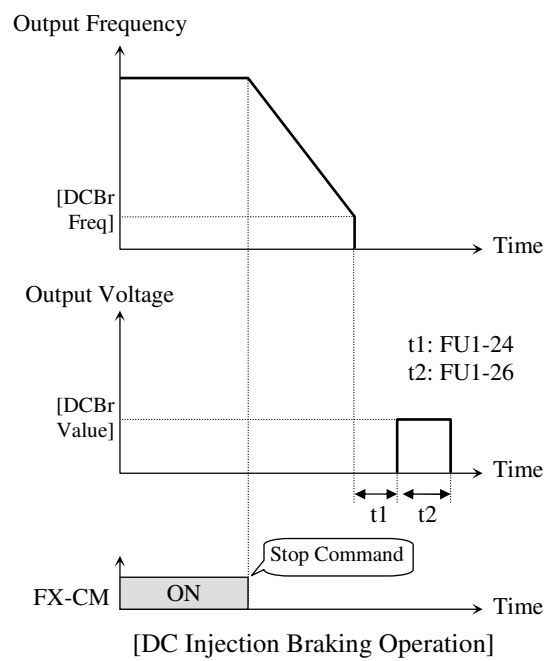 Output Frequency
[DCBr
Freq]
Time
Output Voltage
t1: FU1-24
t2: FU1-26
[DCBr
Value]
Time
t1
t2
Stop Command
FX-CM
ON
Time
[DC Injection Braking Operation]